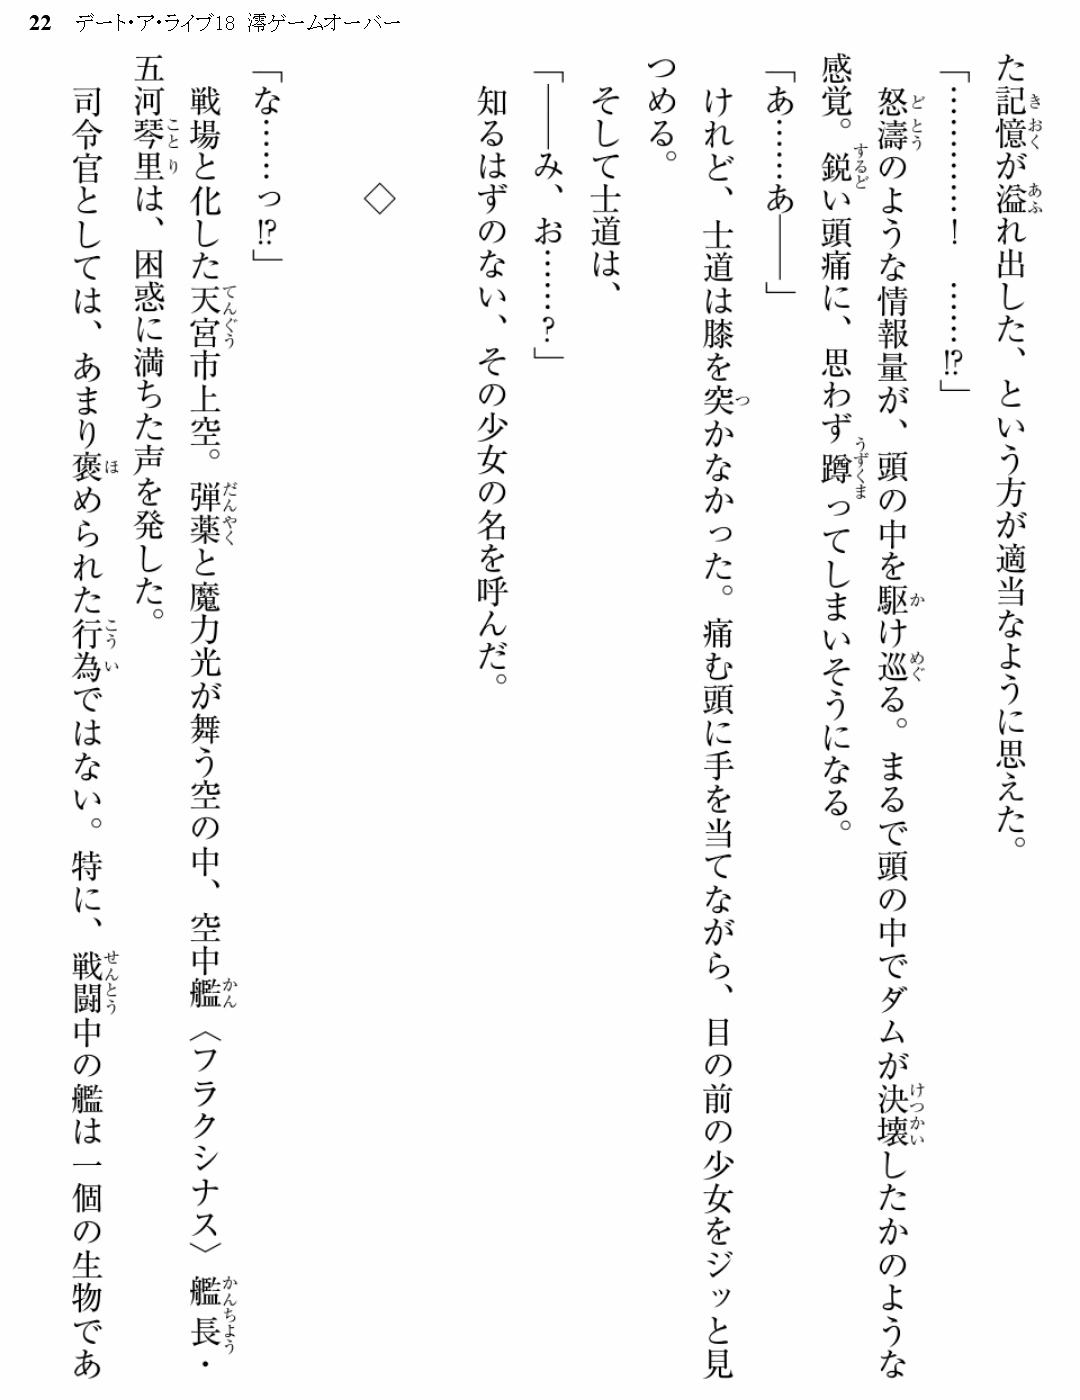 22 デート・ア・ライブ18 澪ゲームオーバー
た記憶が溢れ出した、という方が適当なように思えた。
「…………！　……!?」
怒濤のような情報量が、頭の中を駆け巡る。まるで頭の中でダムが決壊したかのような
感覚。鋭い頭痛に、思わず蹲ってしまいそうになる。
「あ……あ――」
けれど、士道は膝を突かなかった。痛む頭に手を当てながら、目の前の少女をジッと見
つめる。
そして士道は、
「――み、お……？」
知るはずのない、その少女の名を呼んだ。
◇
「な……っ!?」
戦場と化した天宮市上空。弾薬と魔力光が舞う空の中、空中艦〈フラクシナス〉艦長・
五河琴里は、困惑に満ちた声を発した。
司令官としては、あまり褒められた行為ではない。特に、戦闘中の艦は一個の生物であ